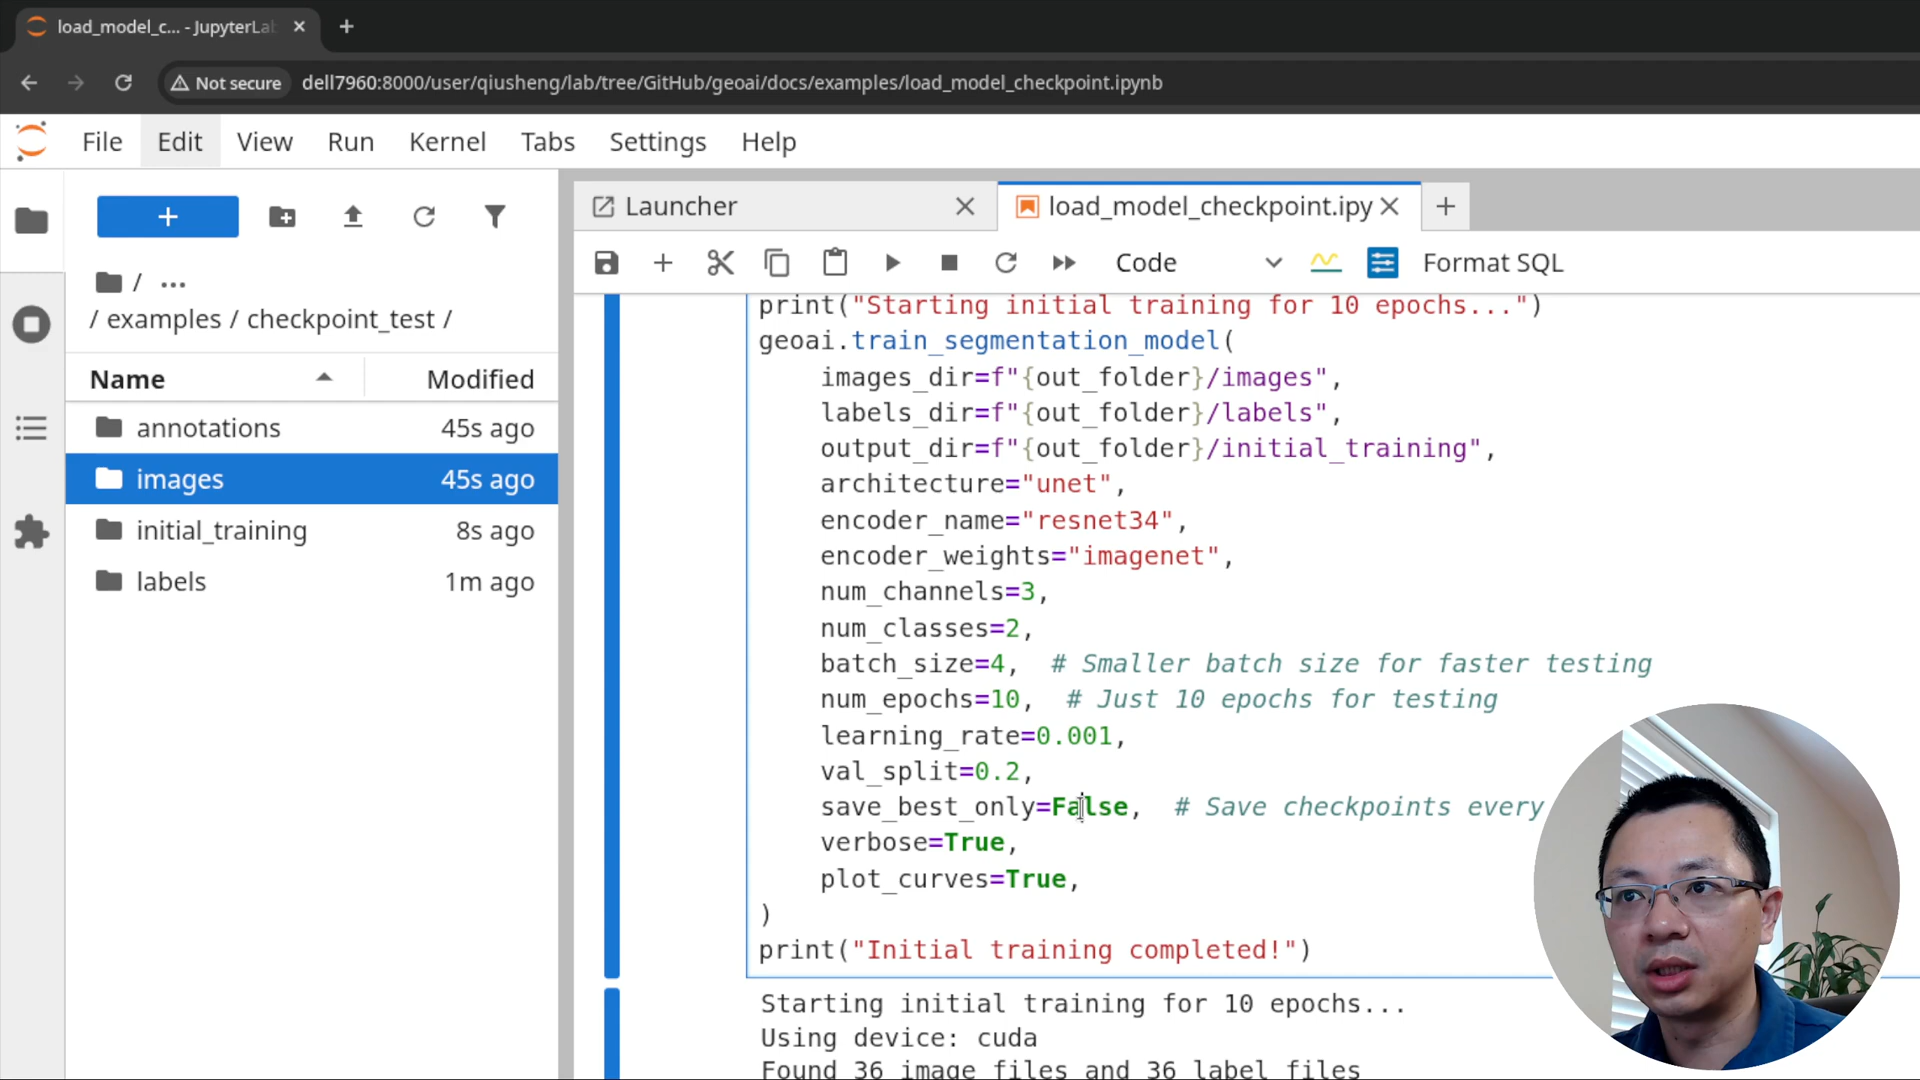 load_model_c... - JupyterLab
Not secure
dell7960:8000/user/qiusheng/lab/tree/GitHub/geoai/docs/examples/load_model_checkpoint.ipynb
File Edit View Run Kernel Tabs Settings Help
Launcher
load_model_checkpoint.ipy
Code
Format SQL
/ ...
/ examples / checkpoint_test /
Name Modified
annotations 45s ago
images 45s ago
initial_training 8s ago
labels 1m ago
print("Starting initial training for 10 epochs...")
geoai.train_segmentation_model(
images_dir=f"{out_folder}/images",
labels_dir=f"{out_folder}/labels",
output_dir=f"{out_folder}/initial_training",
architecture="unet",
encoder_name="resnet34",
encoder_weights="imagenet",
num_channels=3,
num_classes=2,
batch_size=4,  # Smaller batch size for faster testing
num_epochs=10,  # Just 10 epochs for testing
learning_rate=0.001,
val_split=0.2,
save_best_only=False,  # Save checkpoints every
verbose=True,
plot_curves=True,
)
print("Initial training completed!")
Starting initial training for 10 epochs...
Using device: cuda
Found 36 image files and 36 label files